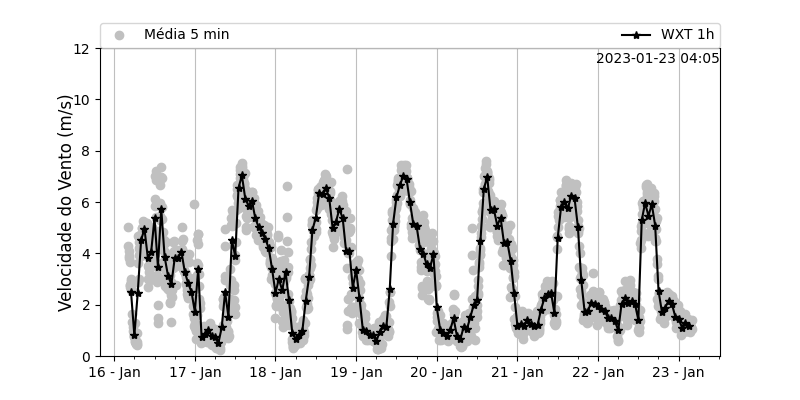 Média 5 min
WXT 1h
2023-01-23 04:05
Velocidade do Vento (m/s)
12
10
8
6
4
2
0
16 - Jan
17 - Jan
18 - Jan
19 - Jan
20 - Jan
21 - Jan
22 - Jan
23 - Jan